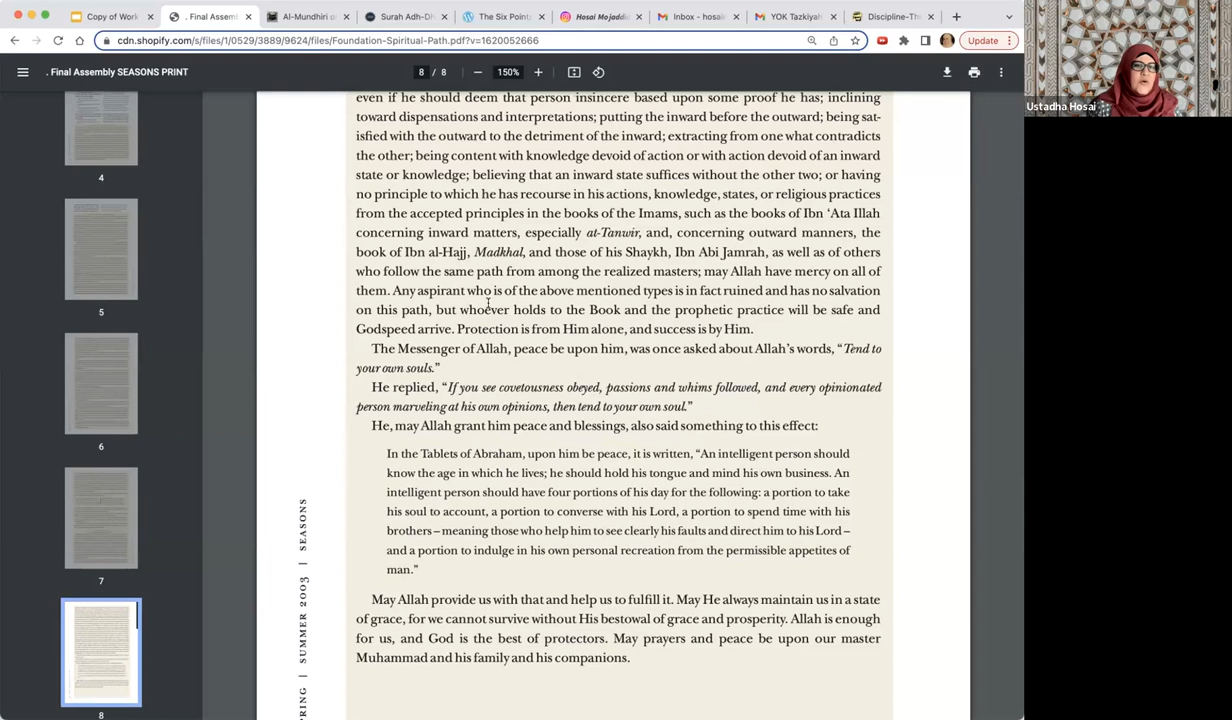 Copy of Work
. Final Assemb
Al-Mundhiri o
Surah Adh-Dh
The Six Points
Hosai Mojaddid
Inbox - hosain
YOK Tazkiyah
Discipline-The
cdn.shopify.com/s/files/1/0529/3889/9624/files/Foundation-Spiritual-Path.pdf?v=1620052666
Update
. Final Assembly SEASONS PRINT
8 / 8
150%
Ustadha Hosai
4
5
6
7
8
even if he should deem that person insincere based upon some proof he has; inclining
toward dispensations and interpretations; putting the inward before the outward; being sat-
isfied with the outward to the detriment of the inward; extracting from one what contradicts
the other; being content with knowledge devoid of action or with action devoid of an inward
state or knowledge; believing that an inward state suffices without the other two; or having
no principle to which he has recourse in his actions, knowledge, states, or religious practices
from the accepted principles in the books of the Imams, such as the books of Ibn ‘Ata Illah
concerning inward matters, especially at-Tanwir, and, concerning outward manners, the
book of Ibn al-Hajj, Madkhal, and those of his Shaykh, Ibn Abi Jamrah, as well as of others
who follow the same path from among the realized masters; may Allah have mercy on all of
them. Any aspirant who is of the above mentioned types is in fact ruined and has no salvation
on this path, but whoever holds to the Book and the prophetic practice will be safe and
Godspeed arrive. Protection is from Him alone, and success is by Him.
The Messenger of Allah, peace be upon him, was once asked about Allah’s words, “Tend to
your own souls.”
He replied, “If you see covetousness obeyed, passions and whims followed, and every opinionated
person marveling at his own opinions, then tend to your own soul.”
He, may Allah grant him peace and blessings, also said something to this effect:
In the Tablets of Abraham, upon him be peace, it is written, “An intelligent person should
know the age in which he lives; he should hold his tongue and mind his own business. An
intelligent person should have four portions of his day for the following: a portion to take
his soul to account, a portion to converse with his Lord, a portion to spend time with his
brothers – meaning those who help him to see clearly his faults and direct him to his Lord –
and a portion to indulge in his own personal recreation from the permissible appetites of
man.”
May Allah provide us with that and help us to fulfill it. May He always maintain us in a state
of grace, for we cannot survive without His bestowal of grace and prosperity. Allah is enough
for us, and God is the best of protectors. May prayers and peace be upon our master
Muhammad and his family and his companions.
PRING | SUMMER 2003 | SEASONS